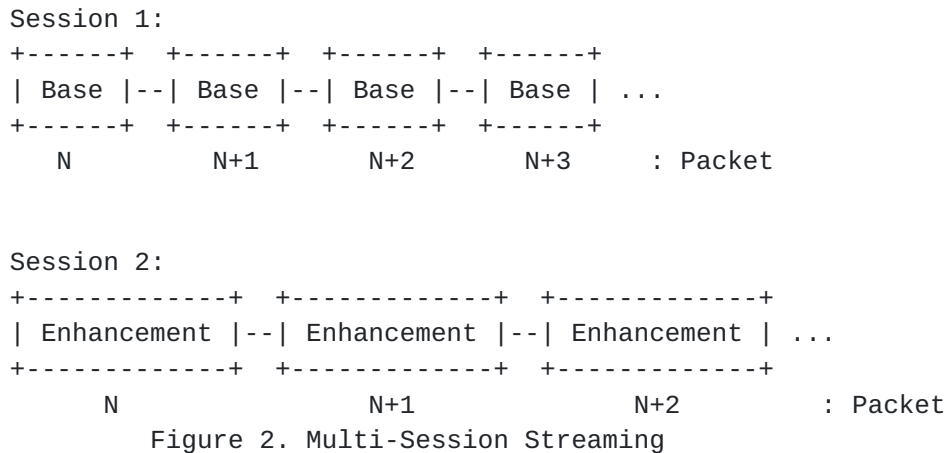 Session 1:
+------+  +------+  +------+  +------+
| Base |--| Base |--| Base |--| Base | ...
+------+  +------+  +------+  +------+
   N         N+1       N+2       N+3     : Packet
Session 2:
+-------------+  +-------------+  +-------------+
| Enhancement |--| Enhancement |--| Enhancement | ...
+-------------+  +-------------+  +-------------+
      N                N+1              N+2         : Packet
         Figure 2. Multi-Session Streaming